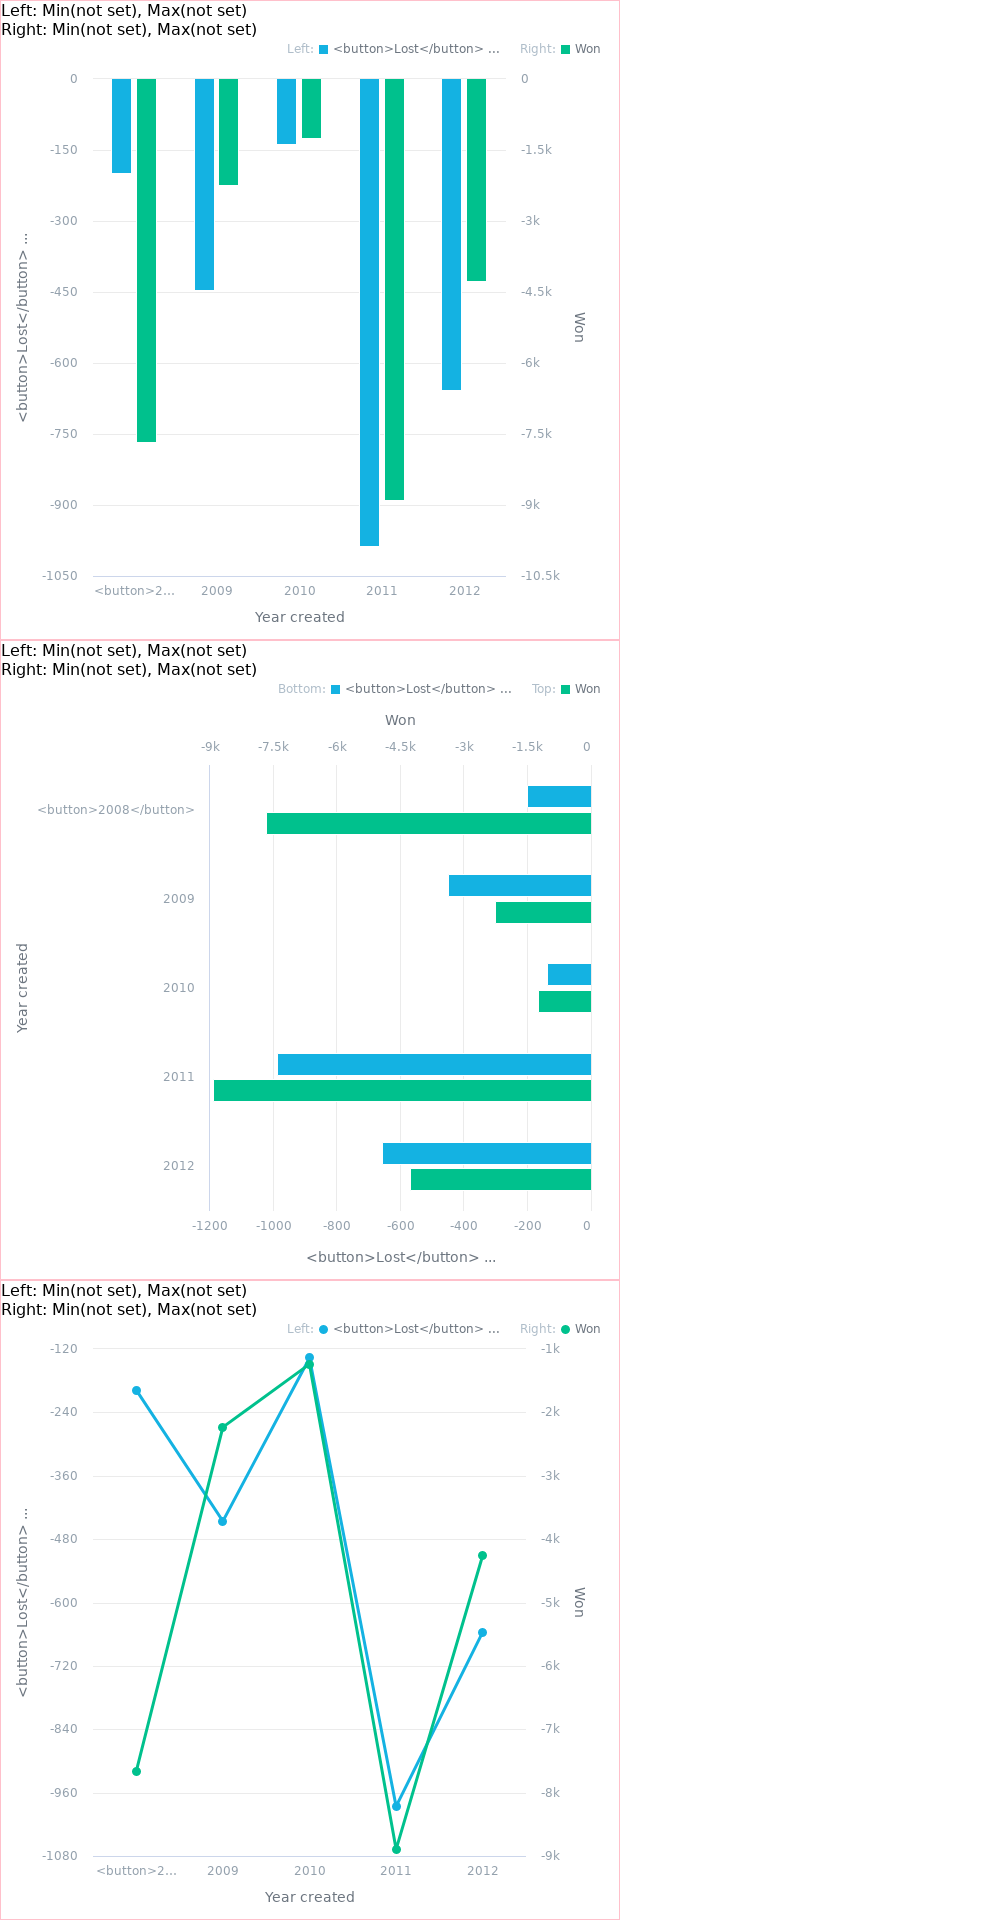 Left: Min(not set), Max(not set)
Right: Min(not set), Max(not set)
Left: <button>Lost</button> ... Right: Won
0 0
-150 -1.5k
-300 -3k
-450 -4.5k
-600 -6k
-750 -7.5k
-900 -9k
-1050 -10.5k
<button>Lost</button> ...
Won
<button>2... 2009 2010 2011 2012
Year created
Left: Min(not set), Max(not set)
Right: Min(not set), Max(not set)
Bottom: <button>Lost</button> ... Top: Won
Won
-9k -7.5k -6k -4.5k -3k -1.5k 0
<button>2008</button>
2009
2010
2011
2012
Year created
-1200 -1000 -800 -600 -400 -200 0
<button>Lost</button> ...
Left: Min(not set), Max(not set)
Right: Min(not set), Max(not set)
Left: <button>Lost</button> ... Right: Won
-120 -1k
-240 -2k
-360 -3k
-480 -4k
-600 -5k
-720 -6k
-840 -7k
-960 -8k
-1080 -9k
<button>Lost</button> ...
Won
<button>2... 2009 2010 2011 2012
Year created